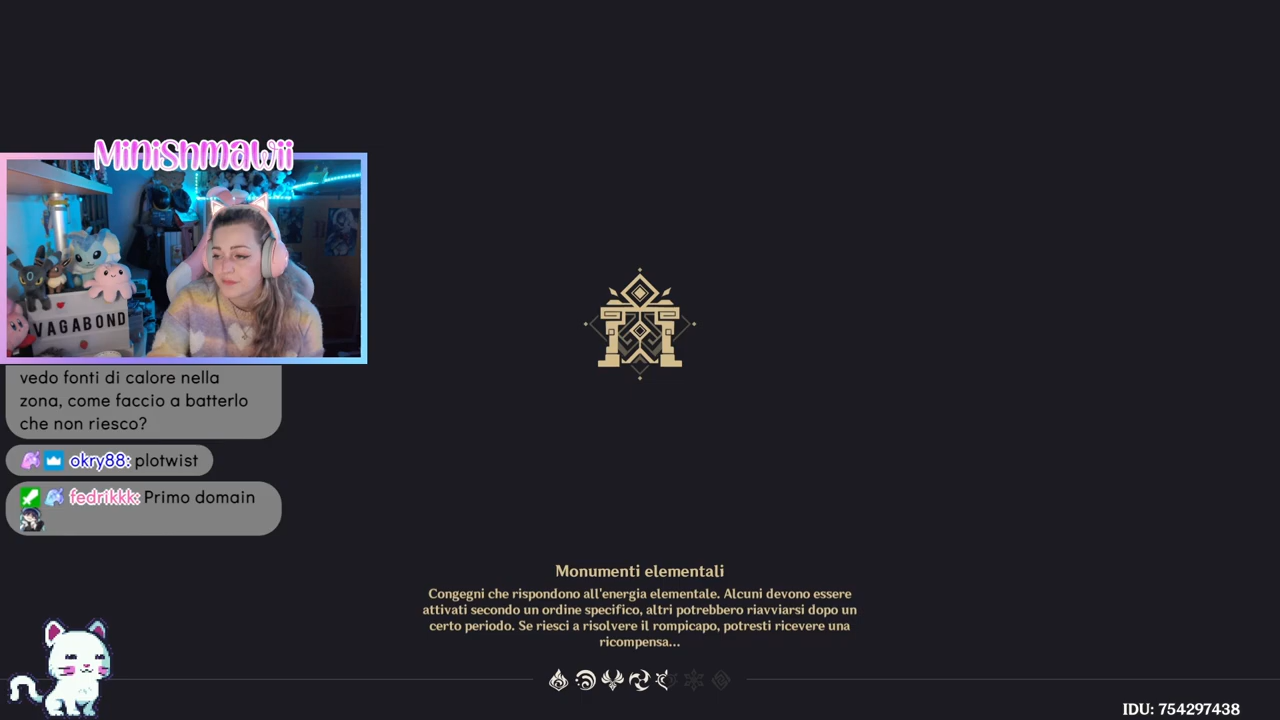 Minishmawii
VAGABOND
vedo fonti di calore nella
zona, come faccio a batterlo
che non riesco?
okry88: plotwist
fedrikkk: Primo domain
Monumenti elementali
Congegni che rispondono all'energia elementale. Alcuni devono essere
attivati secondo un ordine specifico, altri potrebbero riavviarsi dopo un
certo periodo. Se riesci a risolvere il rompicapo, potresti ricevere una
ricompensa...
IDU: 754297438